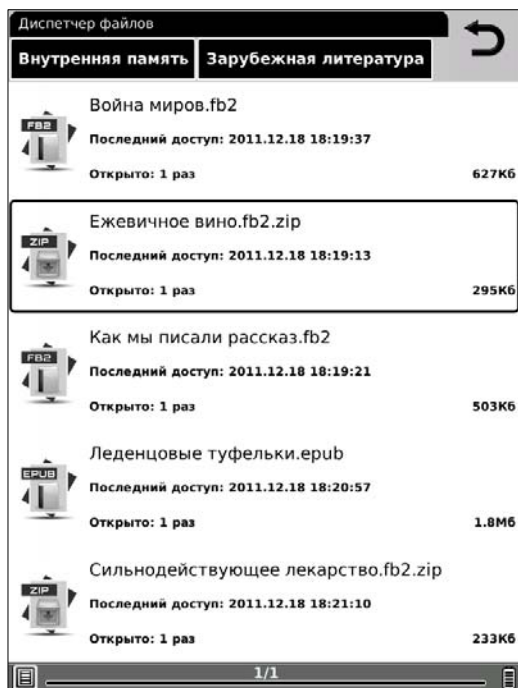 Диспетчер файлов
Внутренняя память Зарубежная литература
Война миров.fb2
FB2
Последний доступ: 2011.12.18 18:19:37
Открыто: 1 раз 627Кб
Ежевичное вино.fb2.zip
ZIP
Последний доступ: 2011.12.18 18:19:13
Открыто: 1 раз 295Кб
Как мы писали рассказ.fb2
FB2
Последний доступ: 2011.12.18 18:19:21
Открыто: 1 раз 503Кб
Леденцовые туфельки.epub
EPUB
Последний доступ: 2011.12.18 18:20:57
Открыто: 1 раз 1.8Мб
Сильнодействующее лекарство.fb2.zip
ZIP
Последний доступ: 2011.12.18 18:21:10
Открыто: 1 раз 233Кб
1/1